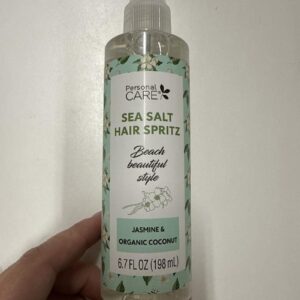 Personal
CARE
SEA SALT
HAIR SPRITZ
Beach
beautiful
style
JASMINE &
ORGANIC COCONUT
6.7 FL OZ (198 mL)